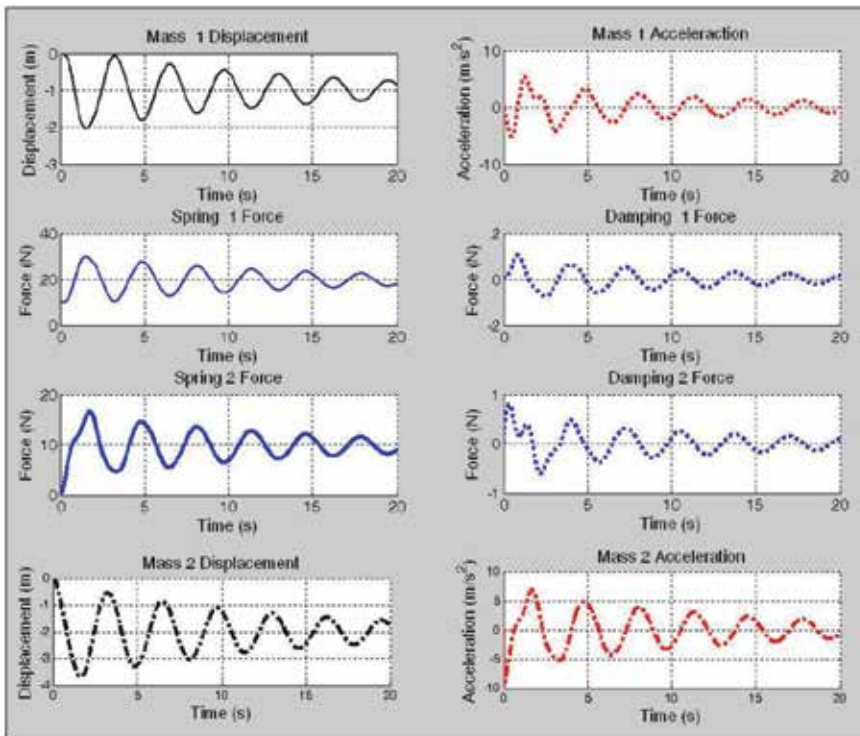 Mass 1 Displacement
Displacement (m)
0
-1
-2
-3
0 5 10 15 20
Time (s)
Mass 1 Acceleraction
Acceleration (m/s²)
10
0
-10
0 5 10 15 20
Time (s)
Spring 1 Force
Force (N)
40
20
0
0 5 10 15 20
Time (s)
Damping 1 Force
Force (N)
2
0
-2
0 5 10 15 20
Time (s)
Spring 2 Force
Force (N)
20
10
0
0 5 10 15 20
Time (s)
Damping 2 Force
Force (N)
1
0
-1
0 5 10 15 20
Time (s)
Mass 2 Displacement
Displacement (m)
0
-1
-2
-3
-4
0 5 10 15 20
Time (s)
Mass 2 Acceleration
Acceleration (m/s²)
10
5
0
-5
-10
0 5 10 15 20
Time (s)